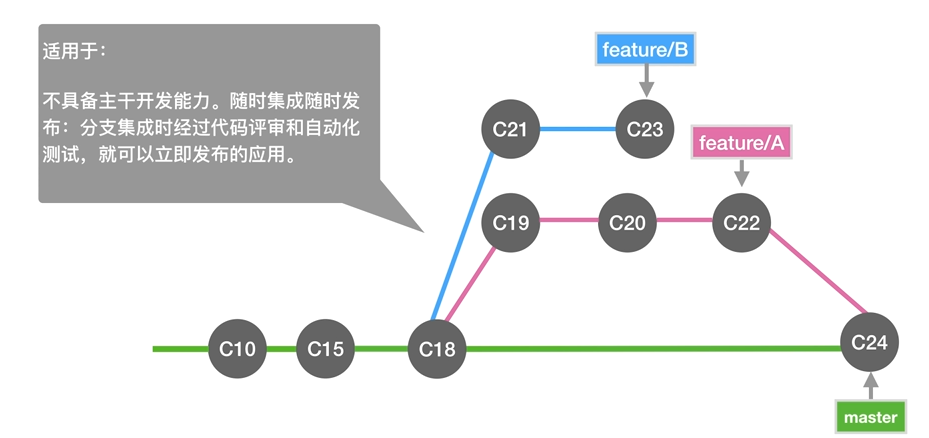 适用于：
不具备主干开发能力。随时集成随时发
布：分支集成时经过代码评审和自动化
测试，就可以立即发布的应用。
feature/B
C21
C23
feature/A
C19
C20
C22
C10
C15
C18
C24
master